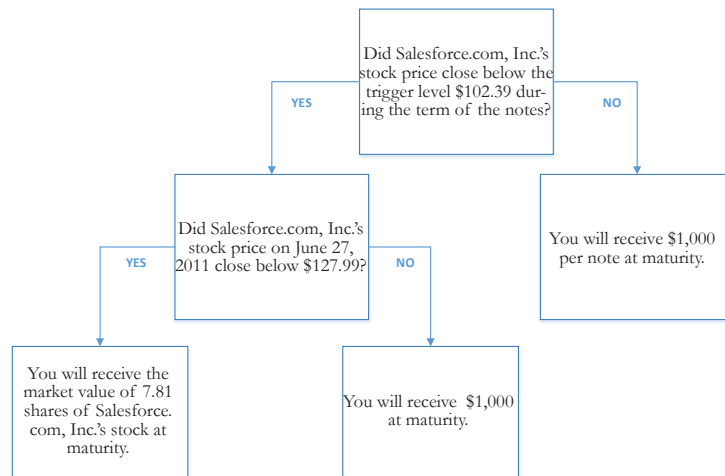 Did Salesforce.com, Inc.'s
stock price close below the
trigger level $102.39 dur-
ing the term of the notes?
YES
NO
Did Salesforce.com, Inc.'s
stock price on June 27,
2011 close below $127.99?
You will receive $1,000
per note at maturity.
YES
NO
You will receive the
market value of 7.81
shares of Salesforce.
com, Inc.'s stock at
maturity.
You will receive $1,000
at maturity.